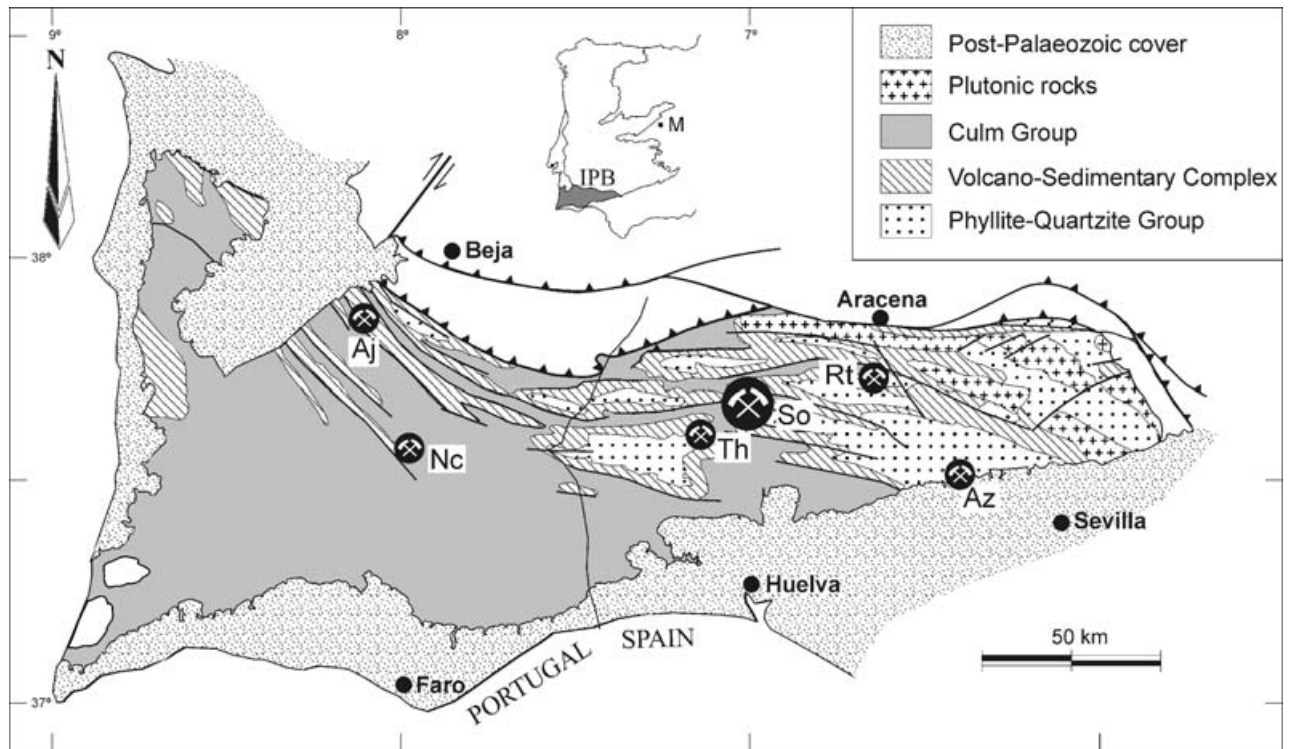 9°
8°
7°
N
M
IPB
Post-Palaeozoic cover
Plutonic rocks
Culm Group
Volcano-Sedimentary Complex
Phyllite-Quartzite Group
38°
Beja
Aracena
Aj
Rt
So
Th
Nc
Az
Sevilla
Huelva
SPAIN
PORTUGAL
50 km
Faro
37°